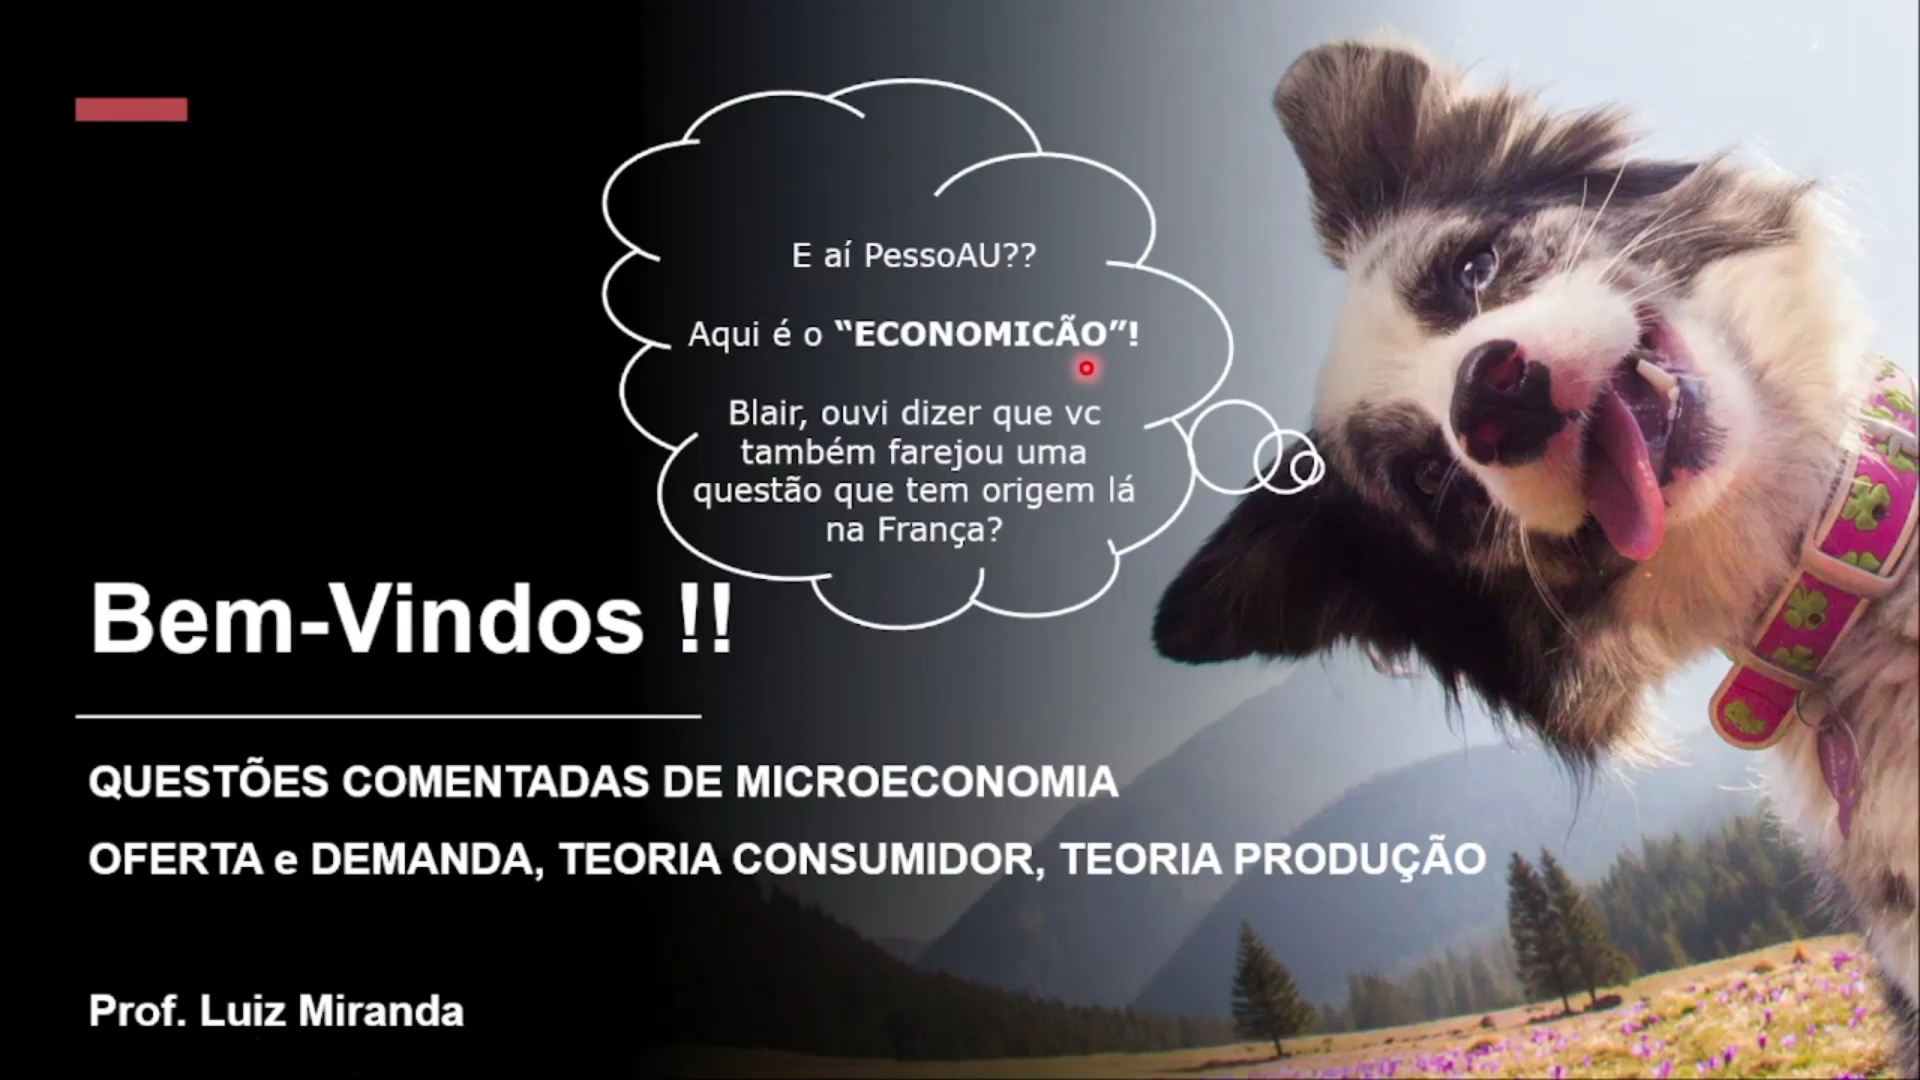 E aí PessoAU??
Aqui é o “ECONOMICÃO”!
Blair, ouvi dizer que vc
também farejou uma
questão que tem origem lá
na França?
Bem-Vindos !!
QUESTÕES COMENTADAS DE MICROECONOMIA
OFERTA e DEMANDA, TEORIA CONSUMIDOR, TEORIA PRODUÇÃO
Prof. Luiz Miranda